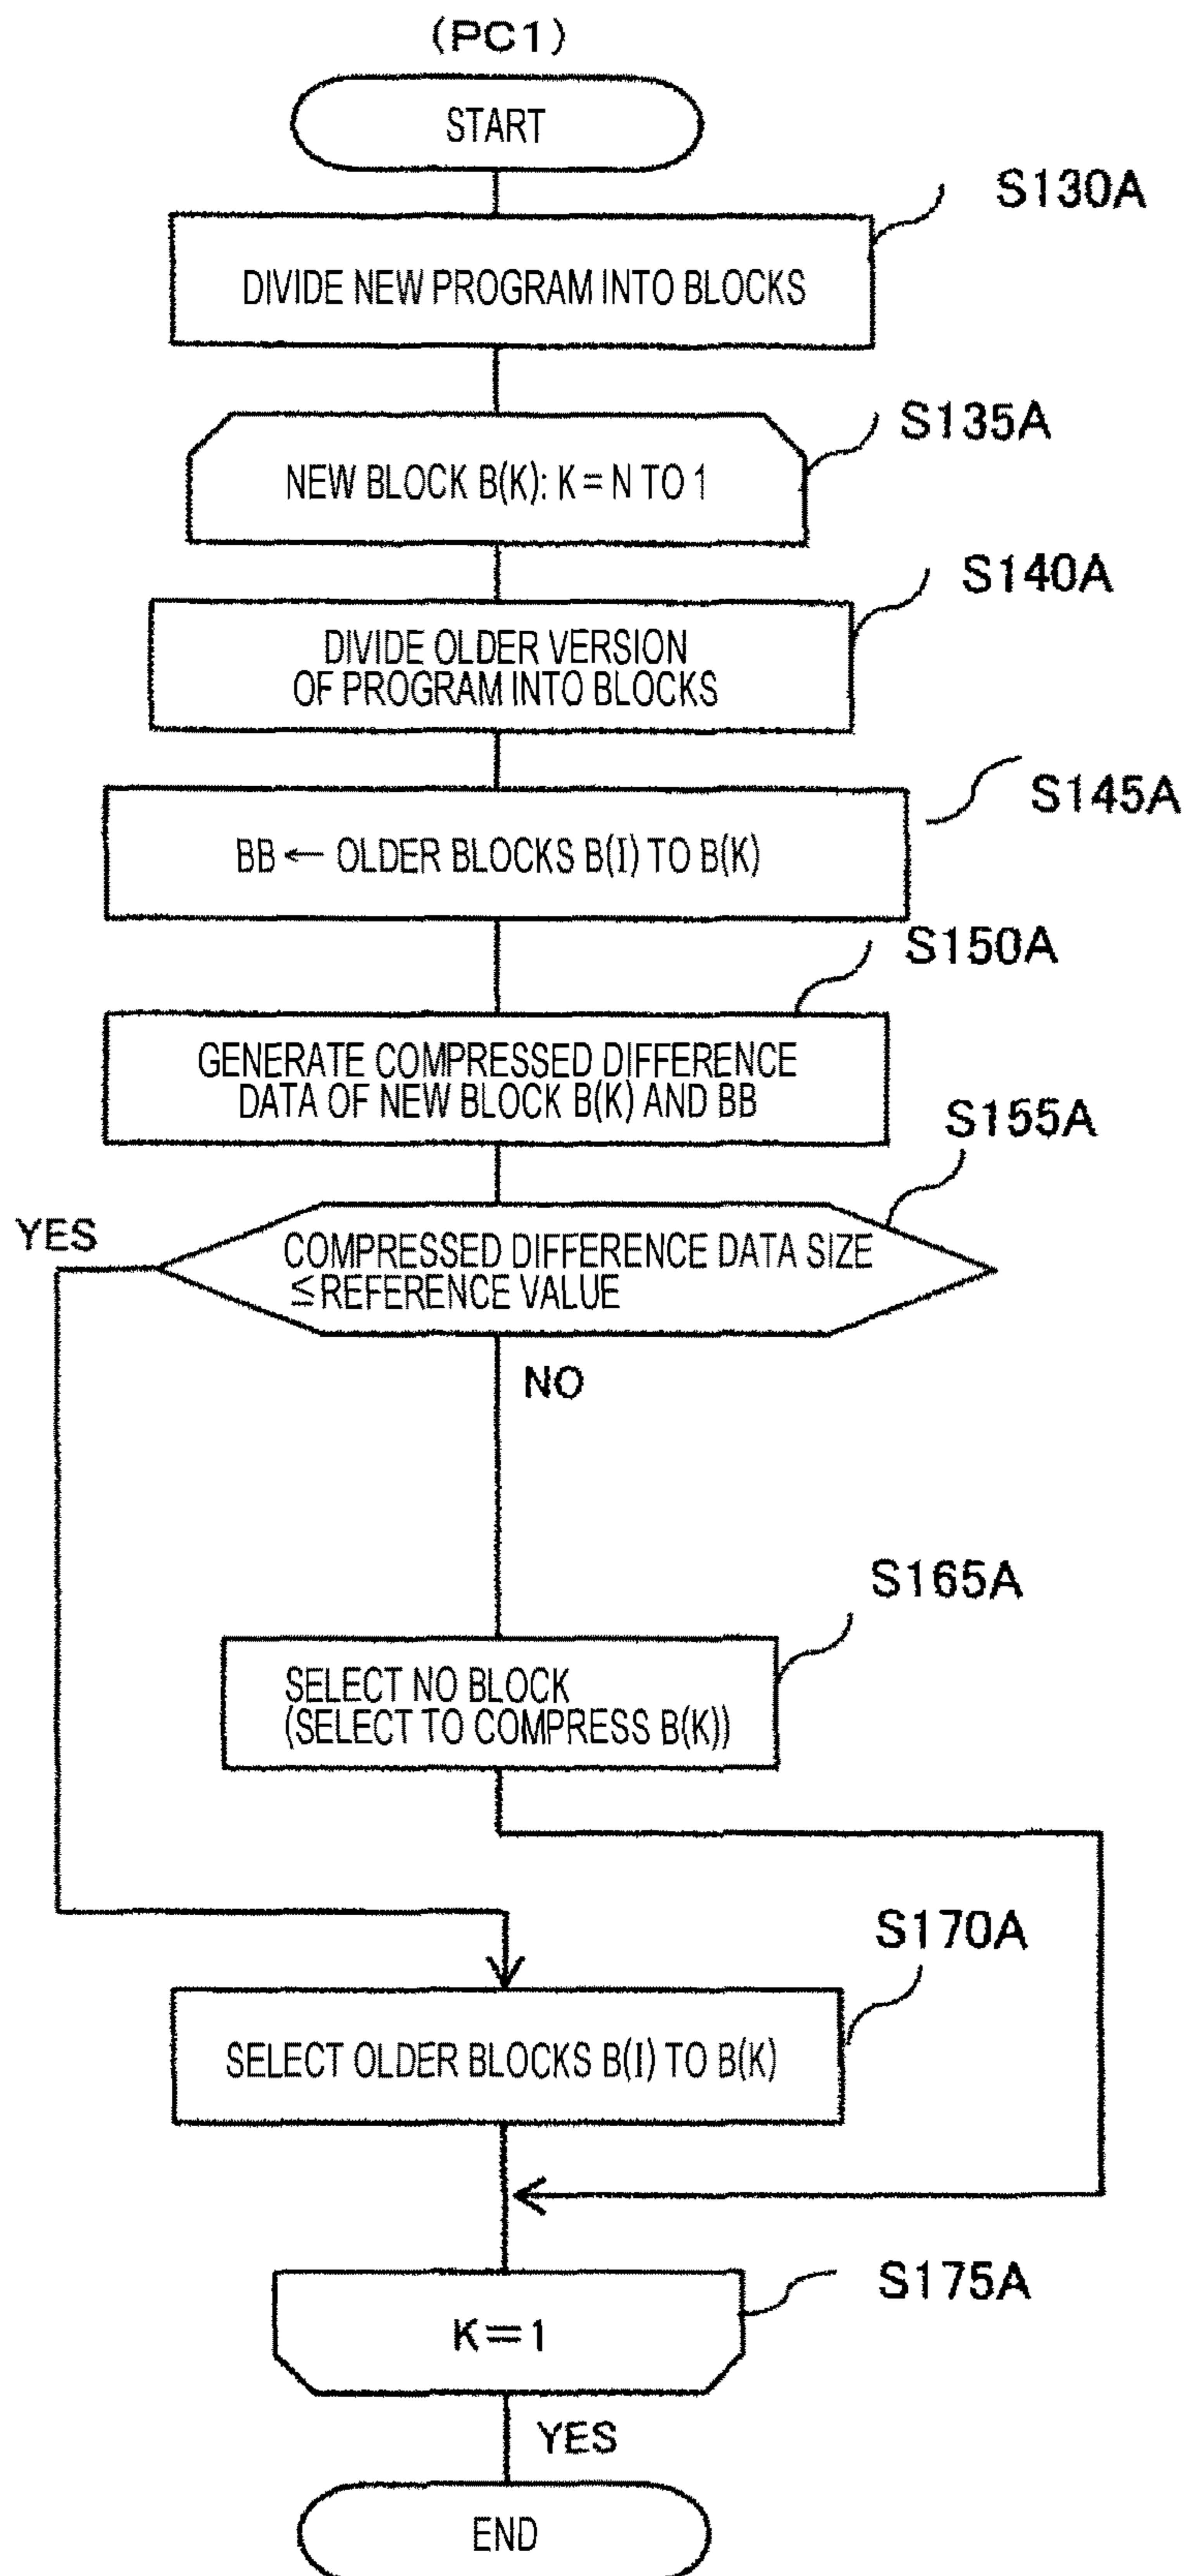 (PC1)
START
S130A
DIVIDE NEW PROGRAM INTO BLOCKS
S135A
NEW BLOCK B(K): K = N TO 1
S140A
DIVIDE OLDER VERSION
OF PROGRAM INTO BLOCKS
S145A
BB ← OLDER BLOCKS B(I) TO B(K)
S150A
GENERATE COMPRESSED DIFFERENCE
DATA OF NEW BLOCK B(K) AND BB
S155A
YES
COMPRESSED DIFFERENCE DATA SIZE
≦ REFERENCE VALUE
NO
S165A
SELECT NO BLOCK
(SELECT TO COMPRESS B(K))
S170A
SELECT OLDER BLOCKS B(I) TO B(K)
S175A
K=1
YES
END